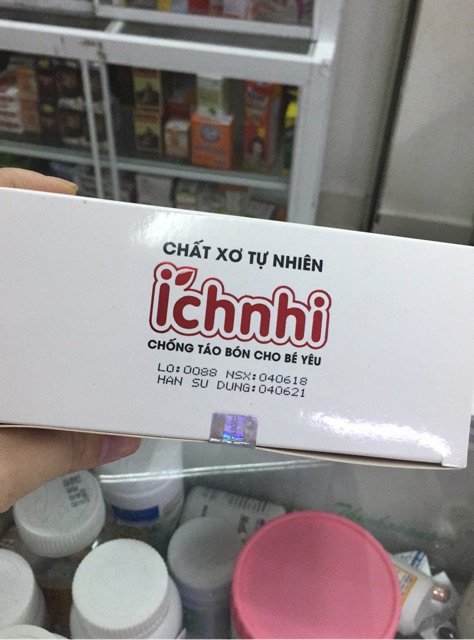 CHẤT XƠ TỰ NHIÊN
ichnhi
CHỐNG TÁO BÓN CHO BÉ YÊU
LO:0088 NSX:040618
HAN SU DUNG:040621